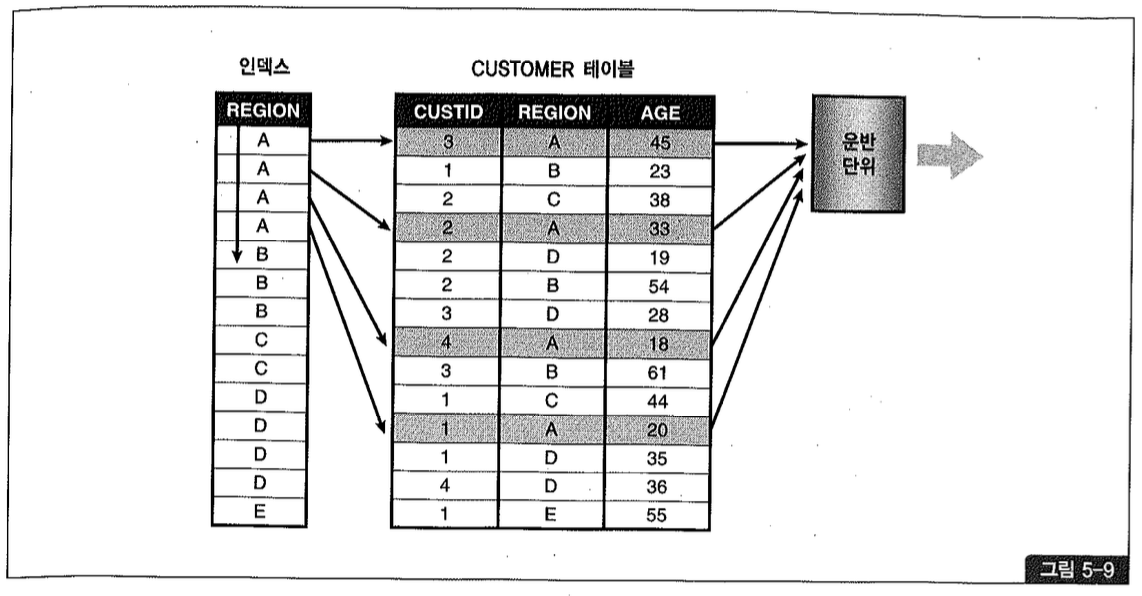 인덱스
CUSTOMER 테이블
REGION
A
A
A
A
B
B
B
C
C
D
D
D
D
E
CUSTID REGION AGE
3 A 45
1 B 23
2 C 38
2 A 33
2 D 19
2 B 54
3 D 28
4 A 18
3 B 61
1 C 44
1 A 20
1 D 35
4 D 36
1 E 55
운반
단위
그림 5-9